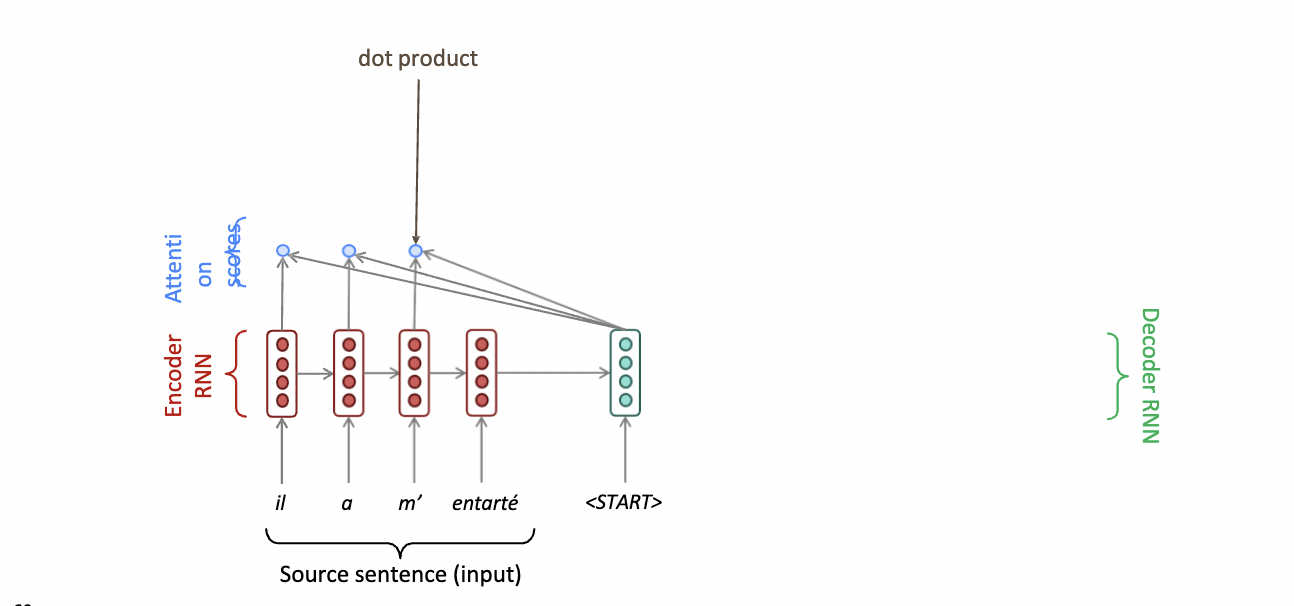 dot product
Attenti
on
scores
Encoder
RNN
Decoder RNN
il a m’ entarté <START>
Source sentence (input)